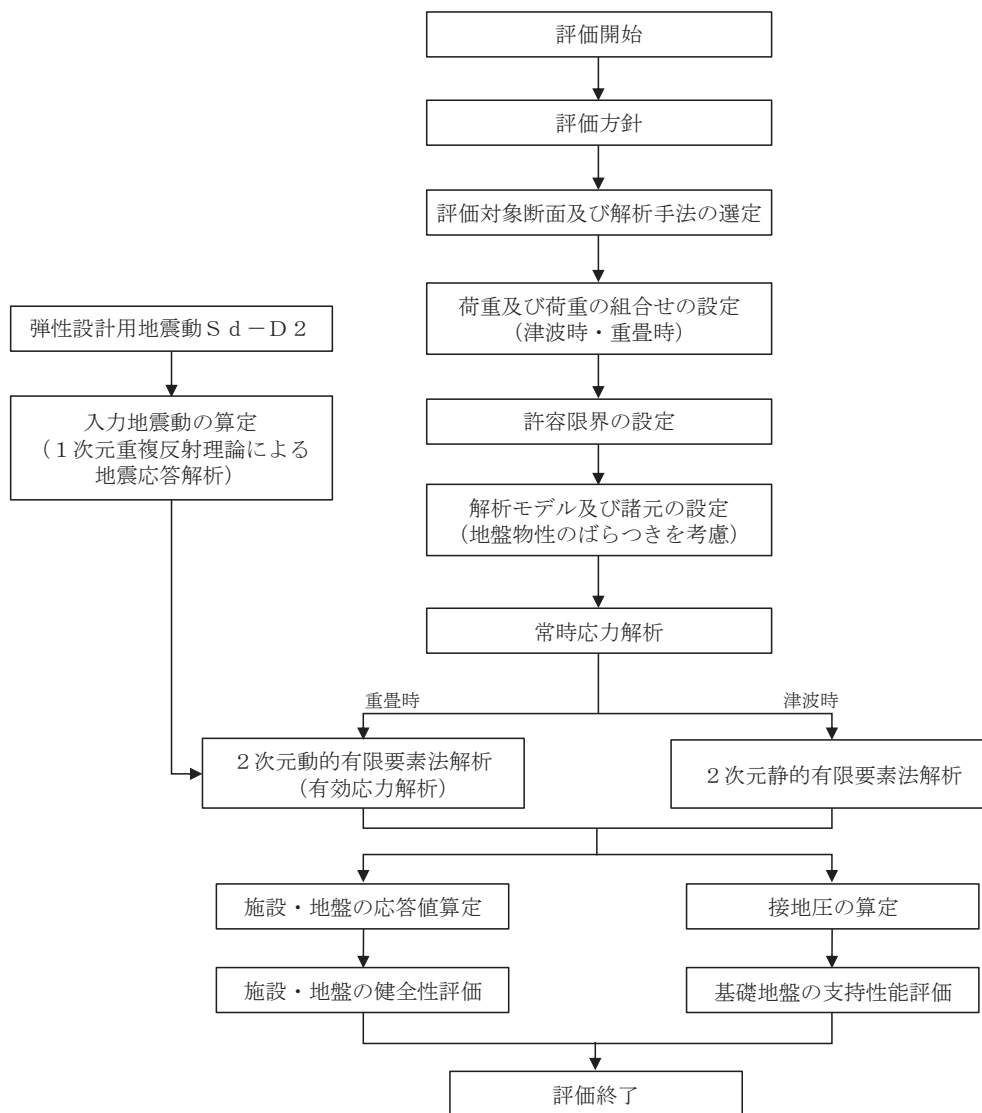 評価開始
評価方針
評価対象断面及び解析手法の選定
荷重及び荷重の組合せの設定
（津波時・重畳時）
弾性設計用地震動Ｓｄ－Ｄ２
許容限界の設定
入力地震動の算定
（１次元重複反射理論による
地震応答解析）
解析モデル及び諸元の設定
（地盤物性のばらつきを考慮）
常時応力解析
重畳時
津波時
２次元動的有限要素法解析
（有効応力解析）
２次元静的有限要素法解析
施設・地盤の応答値算定
接地圧の算定
施設・地盤の健全性評価
基礎地盤の支持性能評価
評価終了